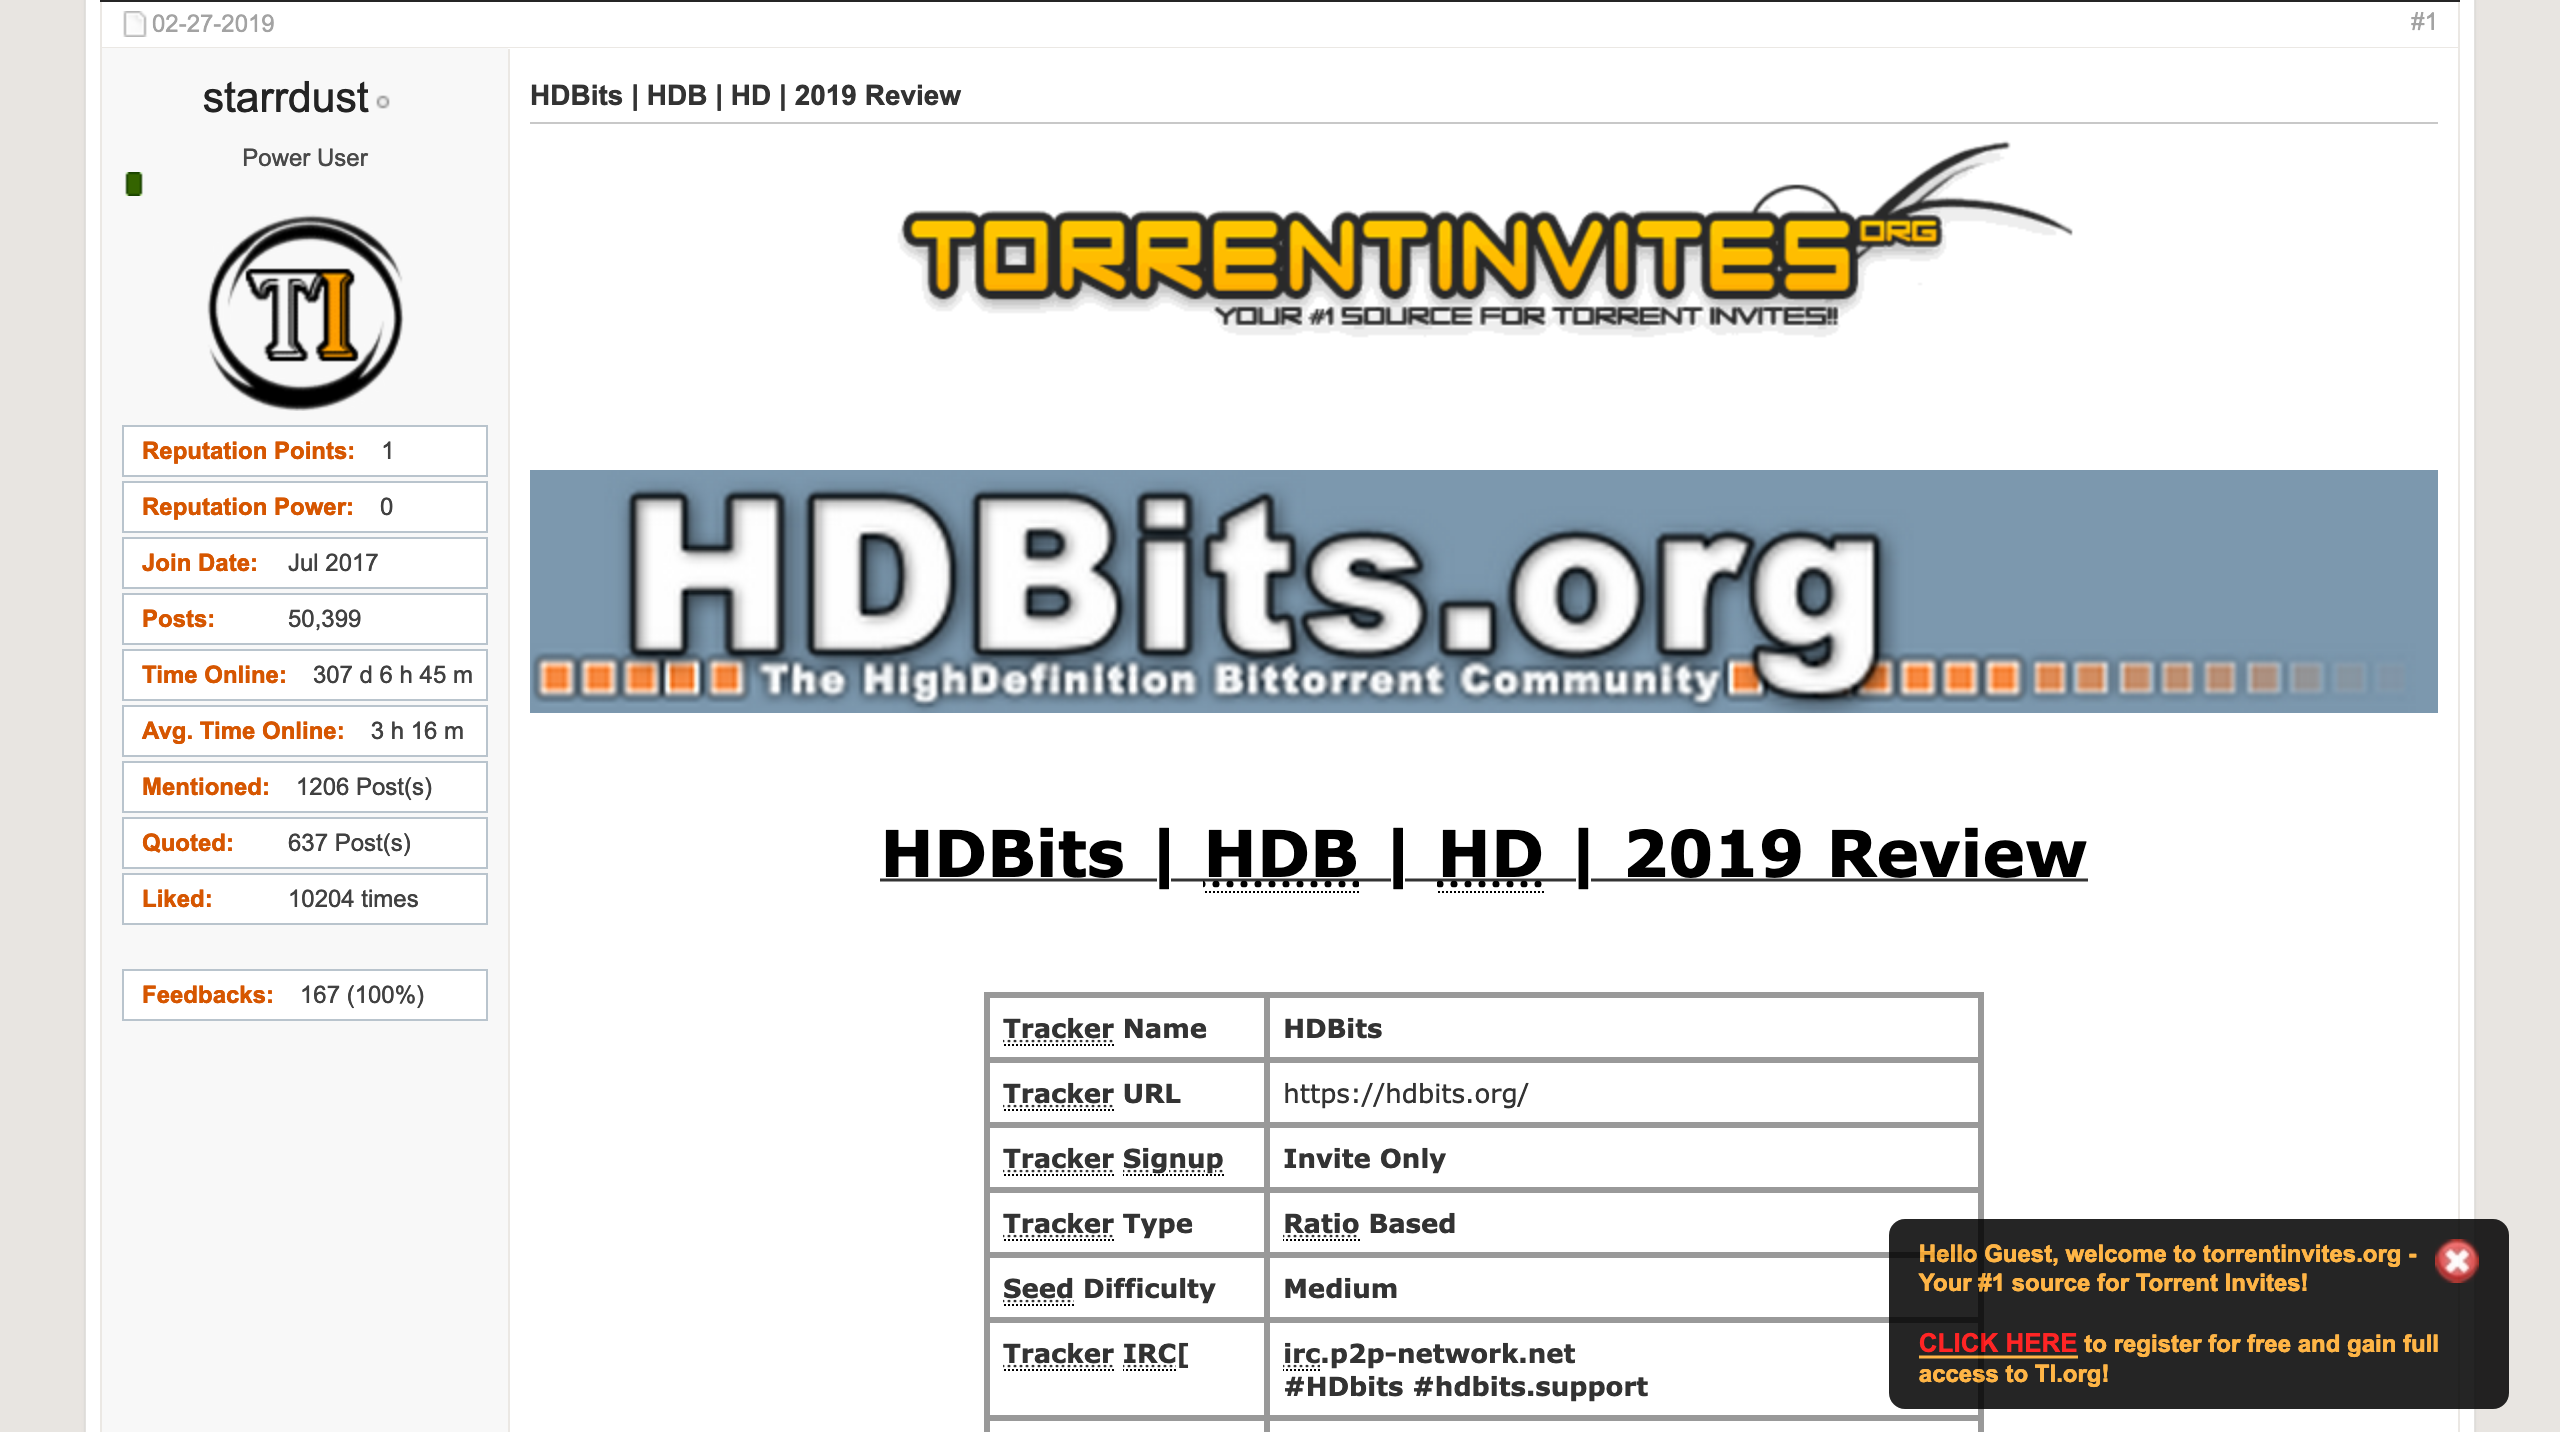 02-27-2019
#1
starrdust
Power User
TI
Reputation Points: 1
Reputation Power: 0
Join Date: Jul 2017
Posts: 50,399
Time Online: 307 d 6 h 45 m
Avg. Time Online: 3 h 16 m
Mentioned: 1206 Post(s)
Quoted: 637 Post(s)
Liked: 10204 times
Feedbacks: 167 (100%)
HDBits | HDB | HD | 2019 Review
TORRENTINVITES ORG
YOUR #1 SOURCE FOR TORRENT INVITES!!
HDBits.org
The HighDefinition Bittorrent Community
HDBits | HDB | HD | 2019 Review
Tracker Name HDBits
Tracker URL https://hdbits.org/
Tracker Signup Invite Only
Tracker Type Ratio Based
Seed Difficulty Medium
Tracker IRC[ irc.p2p-network.net
#HDbits #hdbits.support
Hello Guest, welcome to torrentinvites.org -
Your #1 source for Torrent Invites!
CLICK HERE to register for free and gain full
access to TI.org!